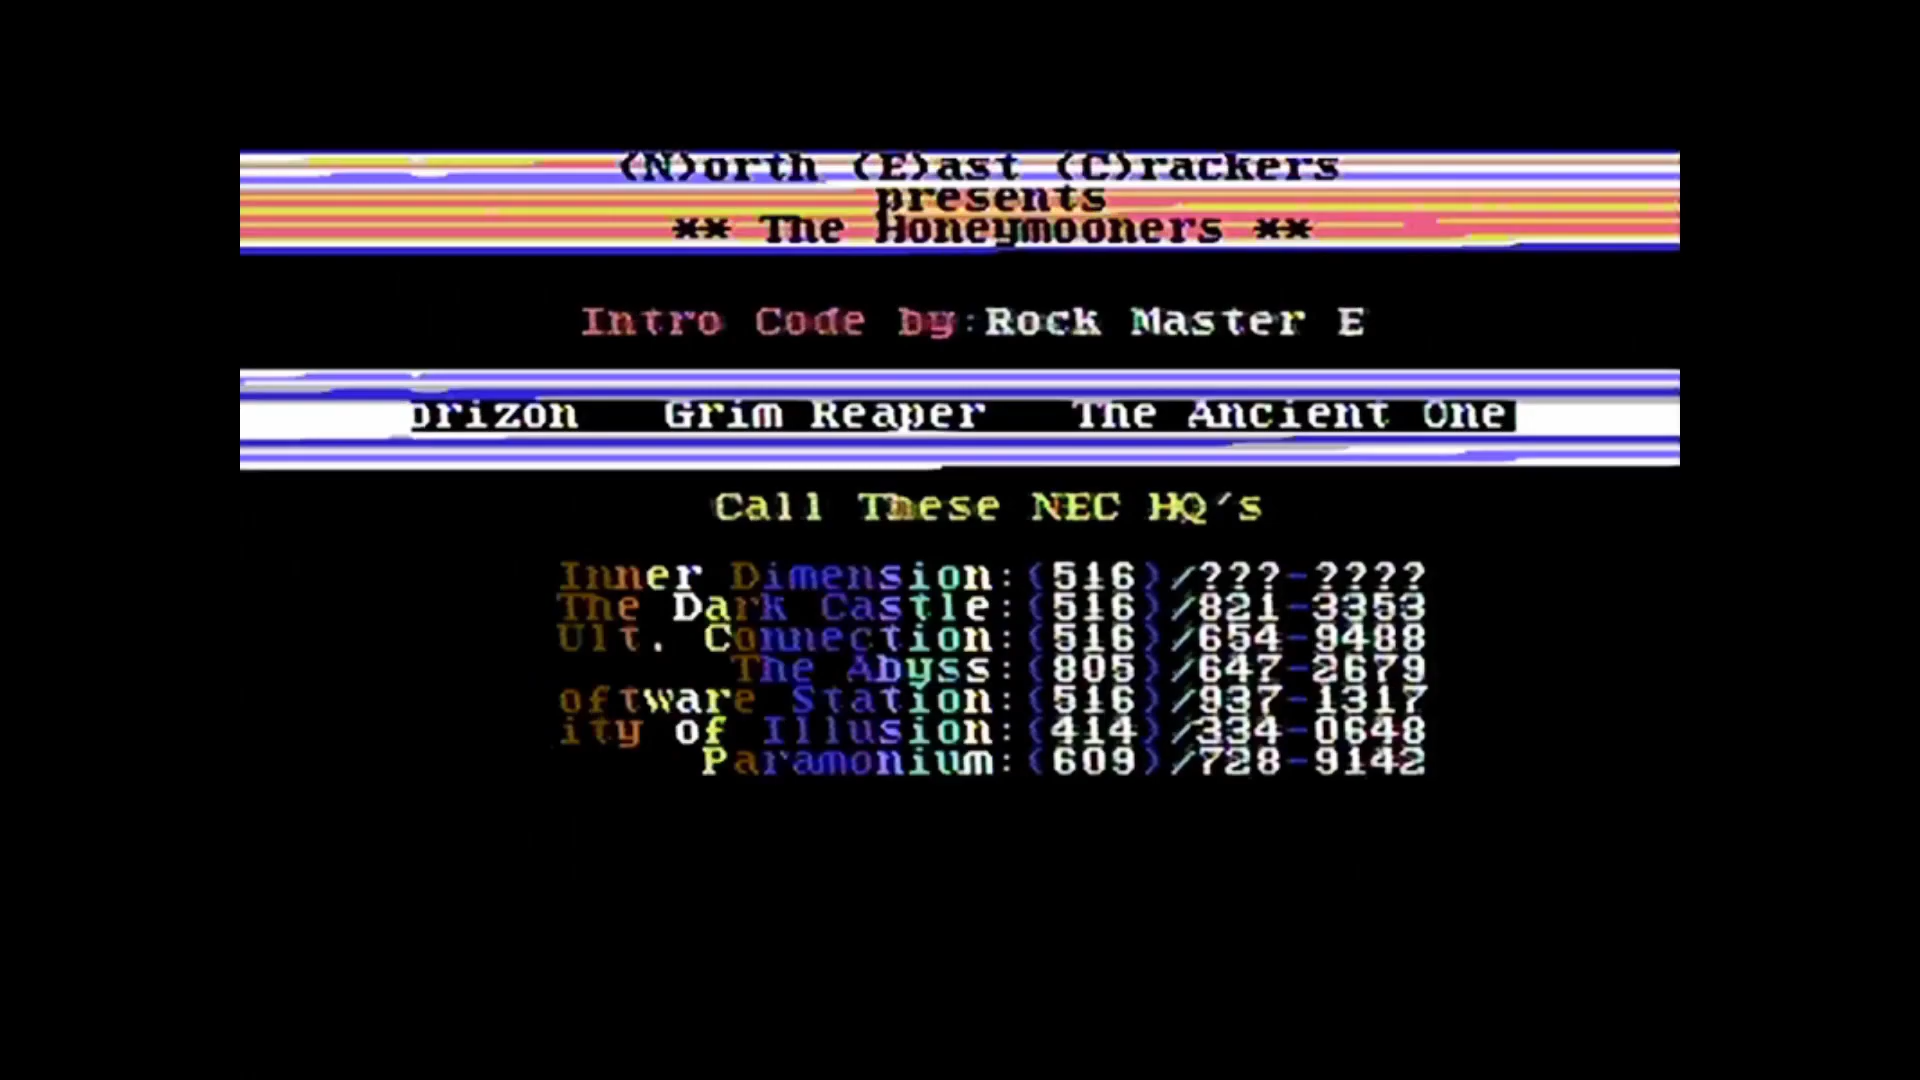 (N)orth (E)ast (C)rackers
presents
** The Honeymooners **
Intro Code by:Rock Master E
orizon Grim Reaper The Ancient One
Call These NEC HQ's
Inner Dimension:(516)/???-????
The Dark Castle:(516)/821-3353
Ult. Connection:(516)/654-9488
The Abyss:(805)/647-2679
oftware Station:(516)/937-1317
ity of Illusion:(414)/334-0648
Paramonium:(609)/728-9142